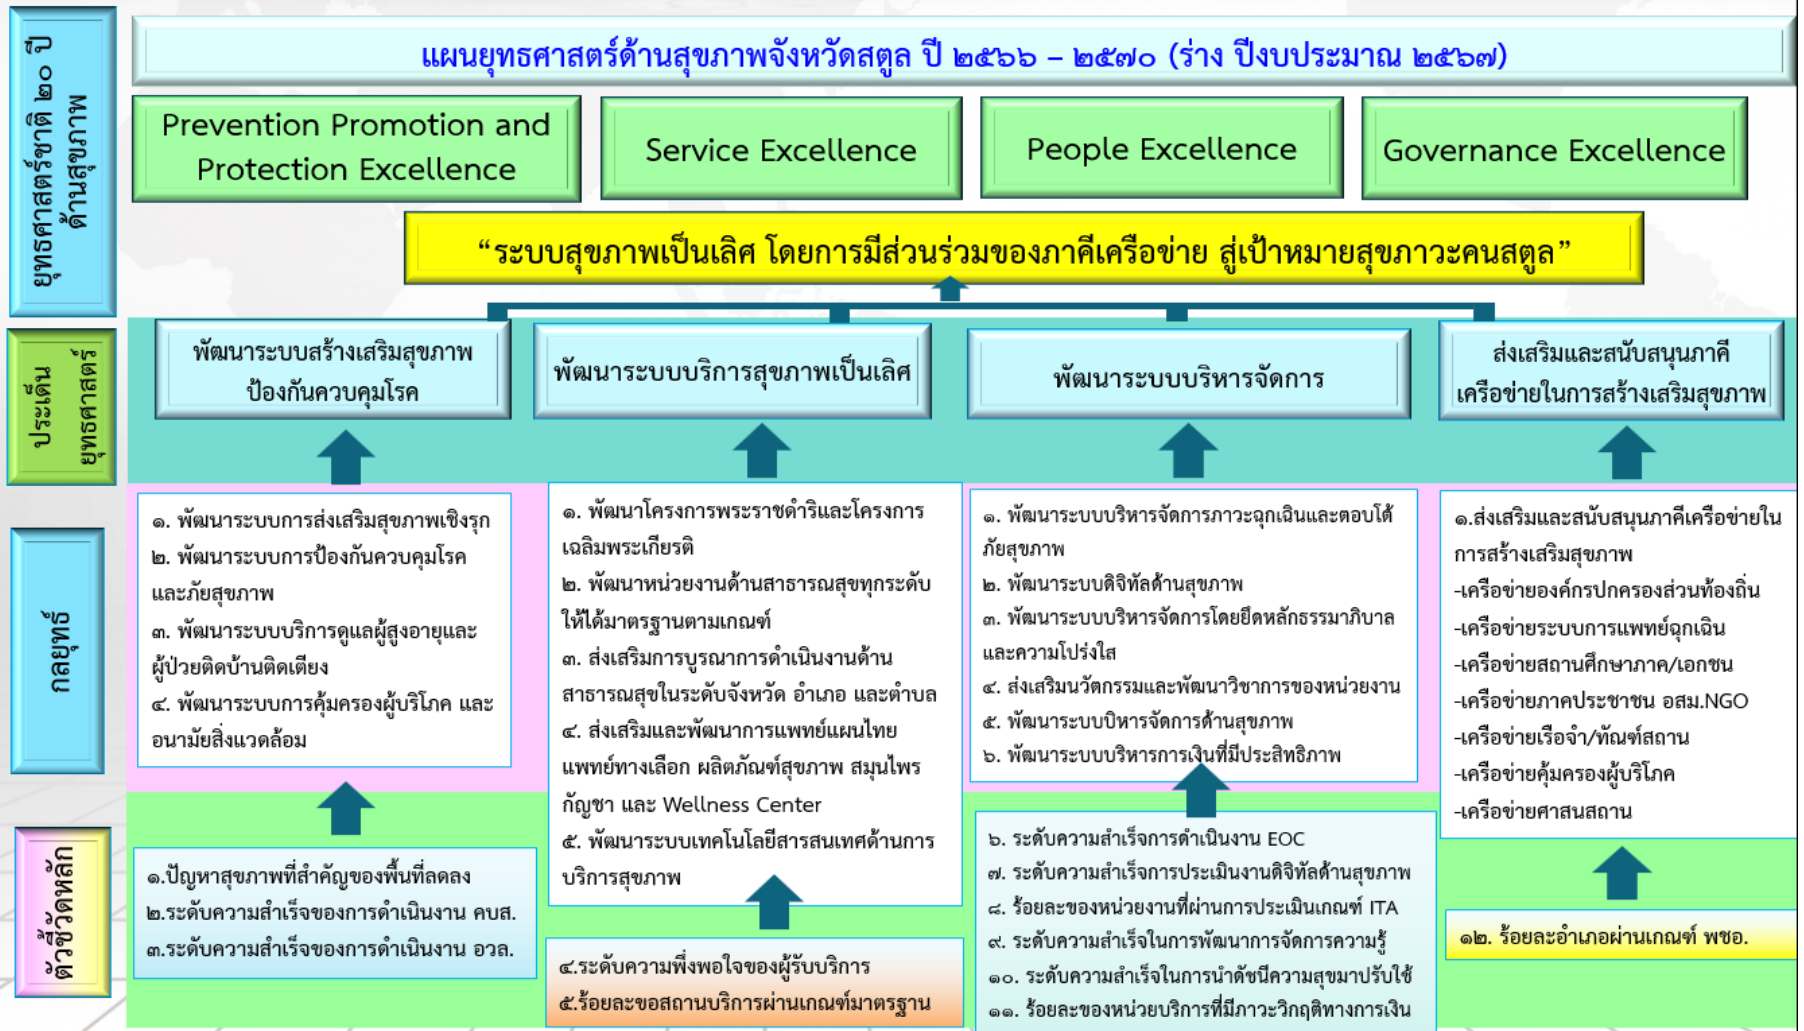 ยุทธศาสตร์ชาติ ๒๐ ปี
ด้านสุขภาพ
แผนยุทธศาสตร์ด้านสุขภาพจังหวัดสตูล ปี ๒๕๖๖ – ๒๕๗๐ (ร่าง ปีงบประมาณ ๒๕๖๗)
Prevention Promotion and
Protection Excellence
Service Excellence
People Excellence
Governance Excellence
“ระบบสุขภาพเป็นเลิศ โดยการมีส่วนร่วมของภาคีเครือข่าย สู่เป้าหมายสุขภาวะคนสตูล”
ประเด็น
ยุทธศาสตร์
พัฒนาระบบสร้างเสริมสุขภาพ
ป้องกันควบคุมโรค
พัฒนาระบบบริการสุขภาพเป็นเลิศ
พัฒนาระบบบริหารจัดการ
ส่งเสริมและสนับสนุนภาคี
เครือข่ายในการสร้างเสริมสุขภาพ
กลยุทธ์
๑. พัฒนาระบบการส่งเสริมสุขภาพเชิงรุก
๒. พัฒนาระบบการป้องกันควบคุมโรค
และภัยสุขภาพ
๓. พัฒนาระบบบริการดูแลผู้สูงอายุและ
ผู้ป่วยติดบ้านติดเตียง
๔. พัฒนาระบบการคุ้มครองผู้บริโภค และ
อนามัยสิ่งแวดล้อม
๑. พัฒนาโครงการพระราชดำริและโครงการ
เฉลิมพระเกียรติ
๒. พัฒนาหน่วยงานด้านสาธารณสุขทุกระดับ
ให้ได้มาตรฐานตามเกณฑ์
๓. ส่งเสริมการบูรณาการดำเนินงานด้าน
สาธารณสุขในระดับจังหวัด อำเภอ และตำบล
๔. ส่งเสริมและพัฒนาการแพทย์แผนไทย
แพทย์ทางเลือก ผลิตภัณฑ์สุขภาพ สมุนไพร
กัญชา และ Wellness Center
๕. พัฒนาระบบเทคโนโลยีสารสนเทศด้านการ
บริการสุขภาพ
๑. พัฒนาระบบบริหารจัดการภาวะฉุกเฉินและตอบโต้
ภัยสุขภาพ
๒. พัฒนาระบบดิจิทัลด้านสุขภาพ
๓. พัฒนาระบบบริหารจัดการโดยยึดหลักธรรมาภิบาล
และความโปร่งใส
๔. ส่งเสริมนวัตกรรมและพัฒนาวิชาการของหน่วยงาน
๕. พัฒนาระบบบิหารจัดการด้านสุขภาพ
๖. พัฒนาระบบบริหารการเงินที่มีประสิทธิภาพ
๑.ส่งเสริมและสนับสนุนภาคีเครือข่ายใน
การสร้างเสริมสุขภาพ
-เครือข่ายองค์กรปกครองส่วนท้องถิ่น
-เครือข่ายระบบการแพทย์ฉุกเฉิน
-เครือข่ายสถานศึกษาภาค/เอกชน
-เครือข่ายภาคประชาชน อสม.NGO
-เครือข่ายเรือจำ/ทัณฑ์สถาน
-เครือข่ายคุ้มครองผู้บริโภค
-เครือข่ายศาสนสถาน
ตัวชี้วัดหลัก
๑.ปัญหาสุขภาพที่สำคัญของพื้นที่ลดลง
๒.ระดับความสำเร็จของการดำเนินงาน คบส.
๓.ระดับความสำเร็จของการดำเนินงาน อวล.
๔.ระดับความพึ่งพอใจของผู้รับบริการ
๕.ร้อยละขอสถานบริการผ่านเกณฑ์มาตรฐาน
๖. ระดับความสำเร็จการดำเนินงาน EOC
๗. ระดับความสำเร็จการประเมินงานดิจิทัลด้านสุขภาพ
๘. ร้อยละของหน่วยงานที่ผ่านการประเมินเกณฑ์ ITA
๙. ระดับความสำเร็จในการพัฒนาการจัดการความรู้
๑๐. ระดับความสำเร็จในการนำดัชนีความสุขมาปรับใช้
๑๑. ร้อยละของหน่วยบริการที่มีภาวะวิกฤติทางการเงิน
๑๒. ร้อยละอำเภอผ่านเกณฑ์ พชอ.